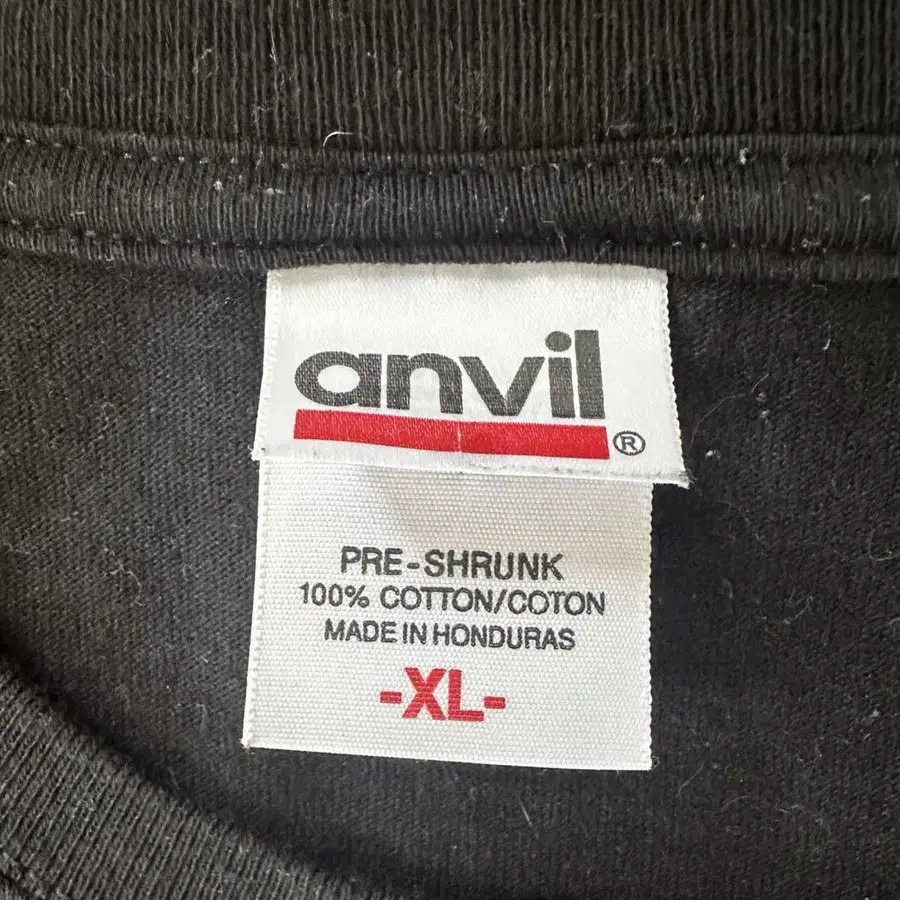 anvil
®
PRE-SHRUNK
100% COTTON/COTON
MADE IN HONDURAS
-XL-